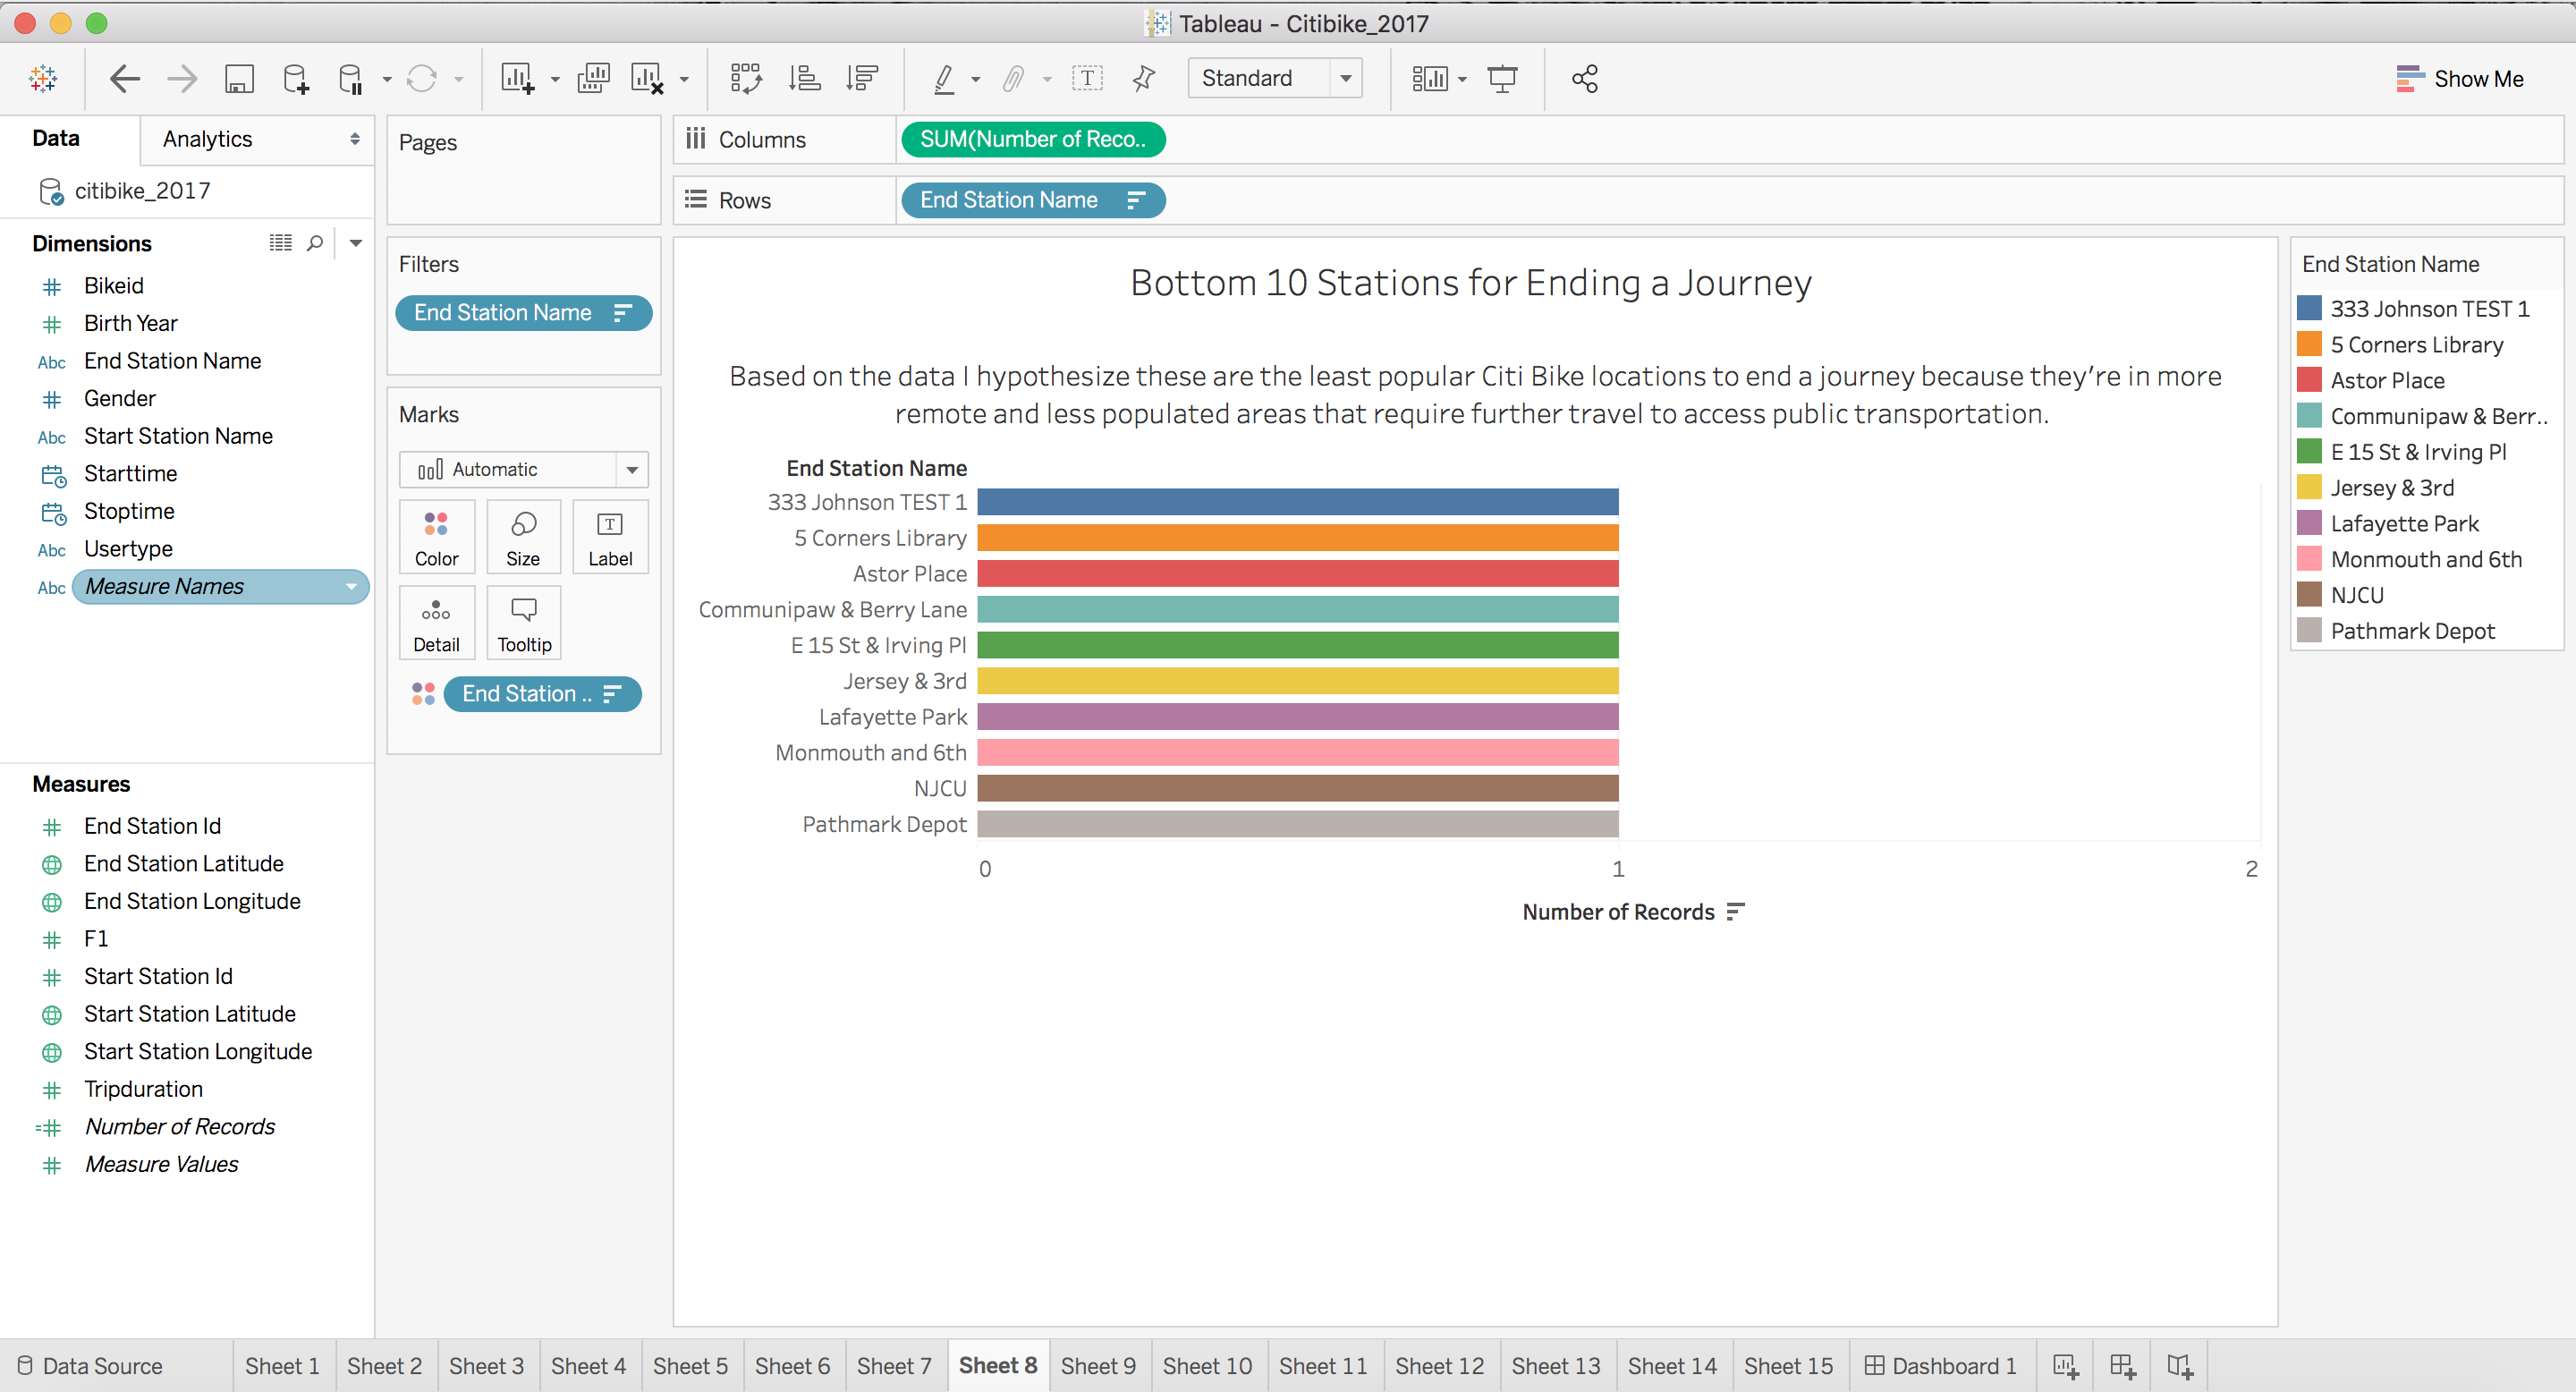 Tableau - Citibike_2017
Standard
Show Me
Data
Analytics
citibike_2017
Dimensions
Bikeid
Birth Year
Abc End Station Name
Gender
Abc Start Station Name
Starttime
Stoptime
Abc Usertype
Abc Measure Names
Measures
End Station Id
End Station Latitude
End Station Longitude
F1
Start Station Id
Start Station Latitude
Start Station Longitude
Tripduration
Number of Records
Measure Values
Pages
Filters
End Station Name
Marks
Automatic
Color Size Label
Detail Tooltip
End Station ..
Columns SUM(Number of Reco..
Rows End Station Name
Bottom 10 Stations for Ending a Journey
Based on the data I hypothesize these are the least popular Citi Bike locations to end a journey because they're in more
remote and less populated areas that require further travel to access public transportation.
End Station Name
333 Johnson TEST 1
5 Corners Library
Astor Place
Communipaw & Berry Lane
E 15 St & Irving Pl
Jersey & 3rd
Lafayette Park
Monmouth and 6th
NJCU
Pathmark Depot
0 1 2
Number of Records
End Station Name
333 Johnson TEST 1
5 Corners Library
Astor Place
Communipaw & Berr..
E 15 St & Irving Pl
Jersey & 3rd
Lafayette Park
Monmouth and 6th
NJCU
Pathmark Depot
Data Source Sheet 1 Sheet 2 Sheet 3 Sheet 4 Sheet 5 Sheet 6 Sheet 7 Sheet 8 Sheet 9 Sheet 10 Sheet 11 Sheet 12 Sheet 13 Sheet 14 Sheet 15 Dashboard 1